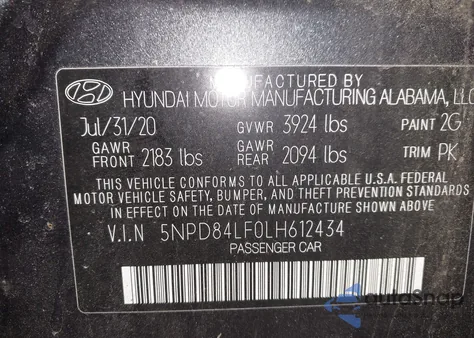 MANUFACTURED BY
HYUNDAI MOTOR MANUFACTURING ALABAMA, LLC
Jul/31/20 GVWR 3924 lbs PAINT 2G
GAWR FRONT 2183 lbs GAWR REAR 2094 lbs TRIM PK
THIS VEHICLE CONFORMS TO ALL APPLICABLE U.S.A. FEDERAL
MOTOR VEHICLE SAFETY, BUMPER, AND THEFT PREVENTION STANDARDS
IN EFFECT ON THE DATE OF MANUFACTURE SHOWN ABOVE
V.I.N 5NPD84LF0LH612434
PASSENGER CAR
autoSnap